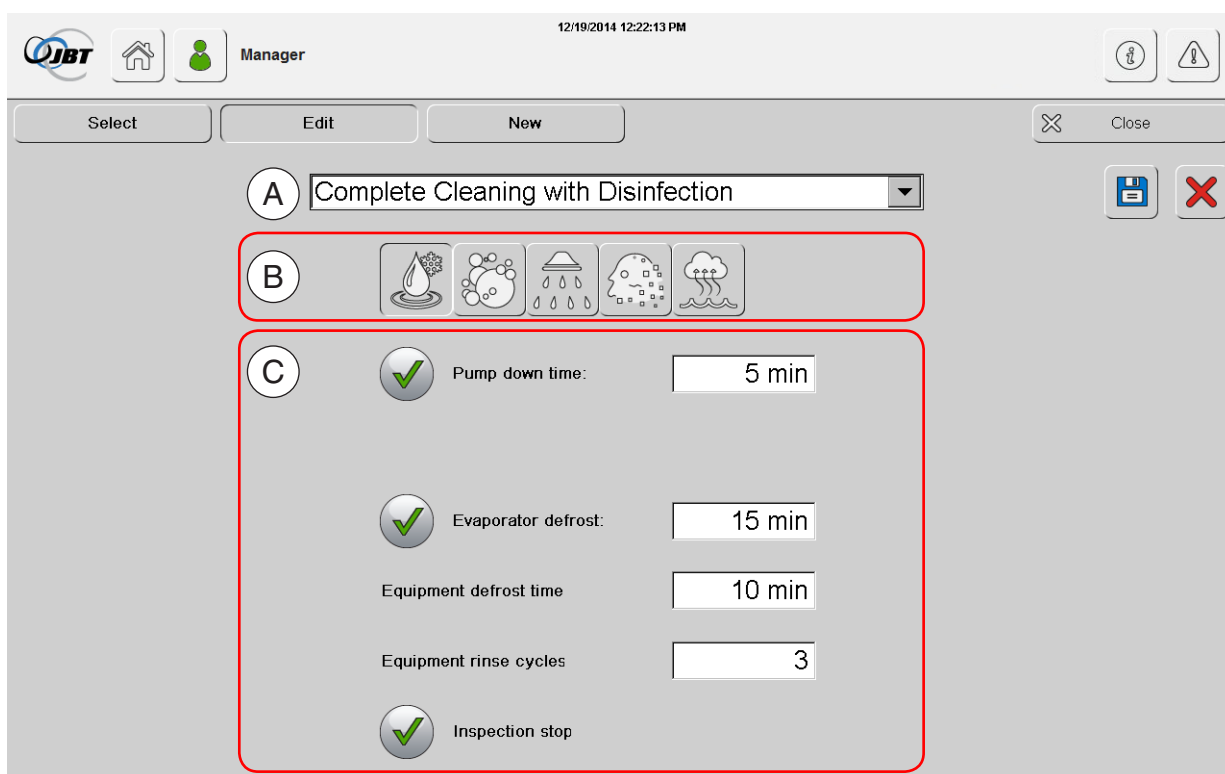 12/19/2014 12:22:13 PM
JBT
Manager
Select
Edit
New
Close
A
Complete Cleaning with Disinfection
B
C
Pump down time:
5 min
Evaporator defrost:
15 min
Equipment defrost time
10 min
Equipment rinse cycles
3
Inspection stop